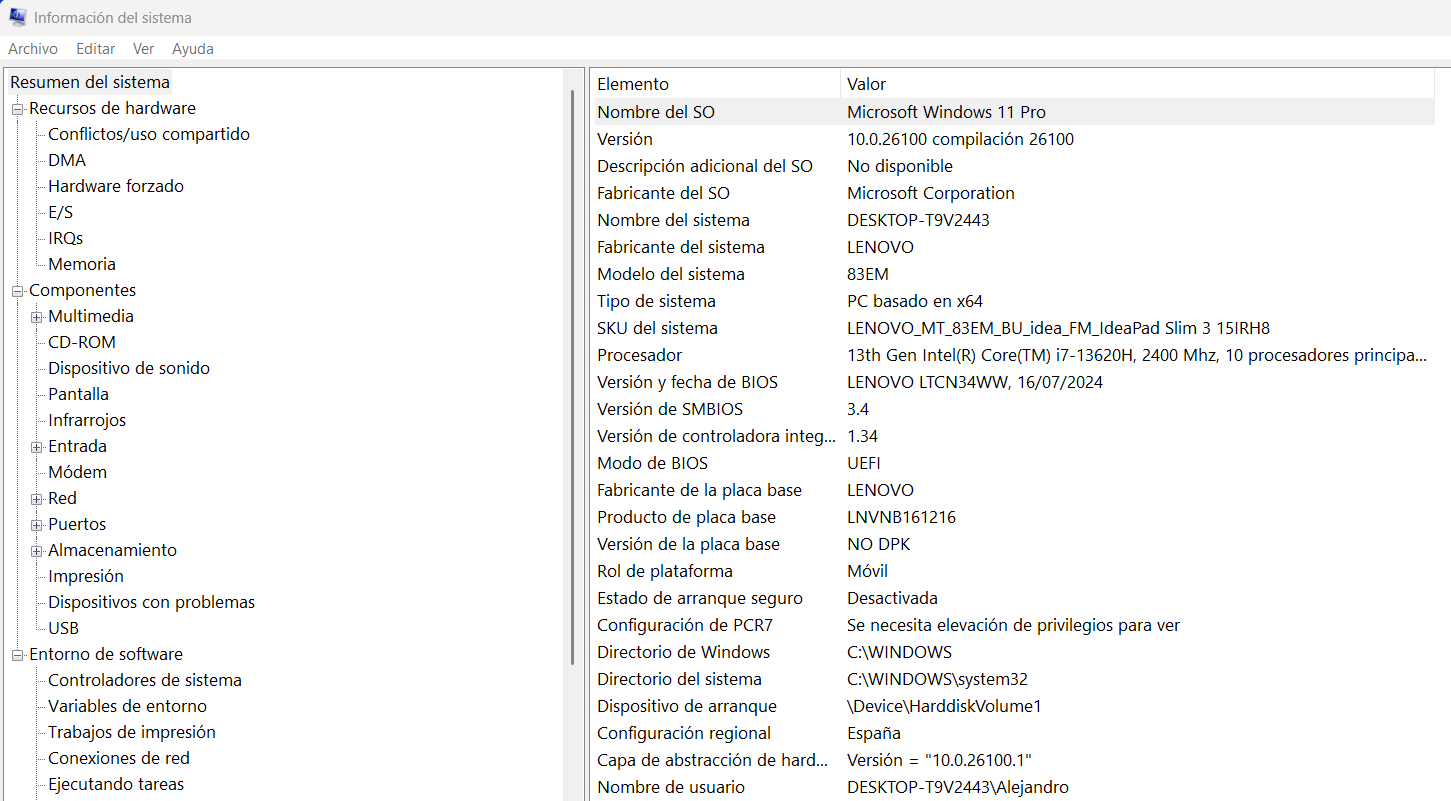 Información del sistema
Archivo Editar Ver Ayuda
Resumen del sistema
Recursos de hardware
Conflictos/uso compartido
DMA
Hardware forzado
E/S
IRQs
Memoria
Componentes
Multimedia
CD-ROM
Dispositivo de sonido
Pantalla
Infrarrojos
Entrada
Módem
Red
Puertos
Almacenamiento
Impresión
Dispositivos con problemas
USB
Entorno de software
Controladores de sistema
Variables de entorno
Trabajos de impresión
Conexiones de red
Ejecutando tareas
Elemento Valor
Nombre del SO Microsoft Windows 11 Pro
Versión 10.0.26100 compilación 26100
Descripción adicional del SO No disponible
Fabricante del SO Microsoft Corporation
Nombre del sistema DESKTOP-T9V2443
Fabricante del sistema LENOVO
Modelo del sistema 83EM
Tipo de sistema PC basado en x64
SKU del sistema LENOVO_MT_83EM_BU_idea_FM_IdeaPad Slim 3 15IRH8
Procesador 13th Gen Intel(R) Core(TM) i7-13620H, 2400 Mhz, 10 procesadores principa...
Versión y fecha de BIOS LENOVO LTCN34WW, 16/07/2024
Versión de SMBIOS 3.4
Versión de controladora integ... 1.34
Modo de BIOS UEFI
Fabricante de la placa base LENOVO
Producto de placa base LNVNB161216
Versión de la placa base NO DPK
Rol de plataforma Móvil
Estado de arranque seguro Desactivada
Configuración de PCR7 Se necesita elevación de privilegios para ver
Directorio de Windows C:\WINDOWS
Directorio del sistema C:\WINDOWS\system32
Dispositivo de arranque \Device\HarddiskVolume1
Configuración regional España
Capa de abstracción de hard... Versión = "10.0.26100.1"
Nombre de usuario DESKTOP-T9V2443\Alejandro